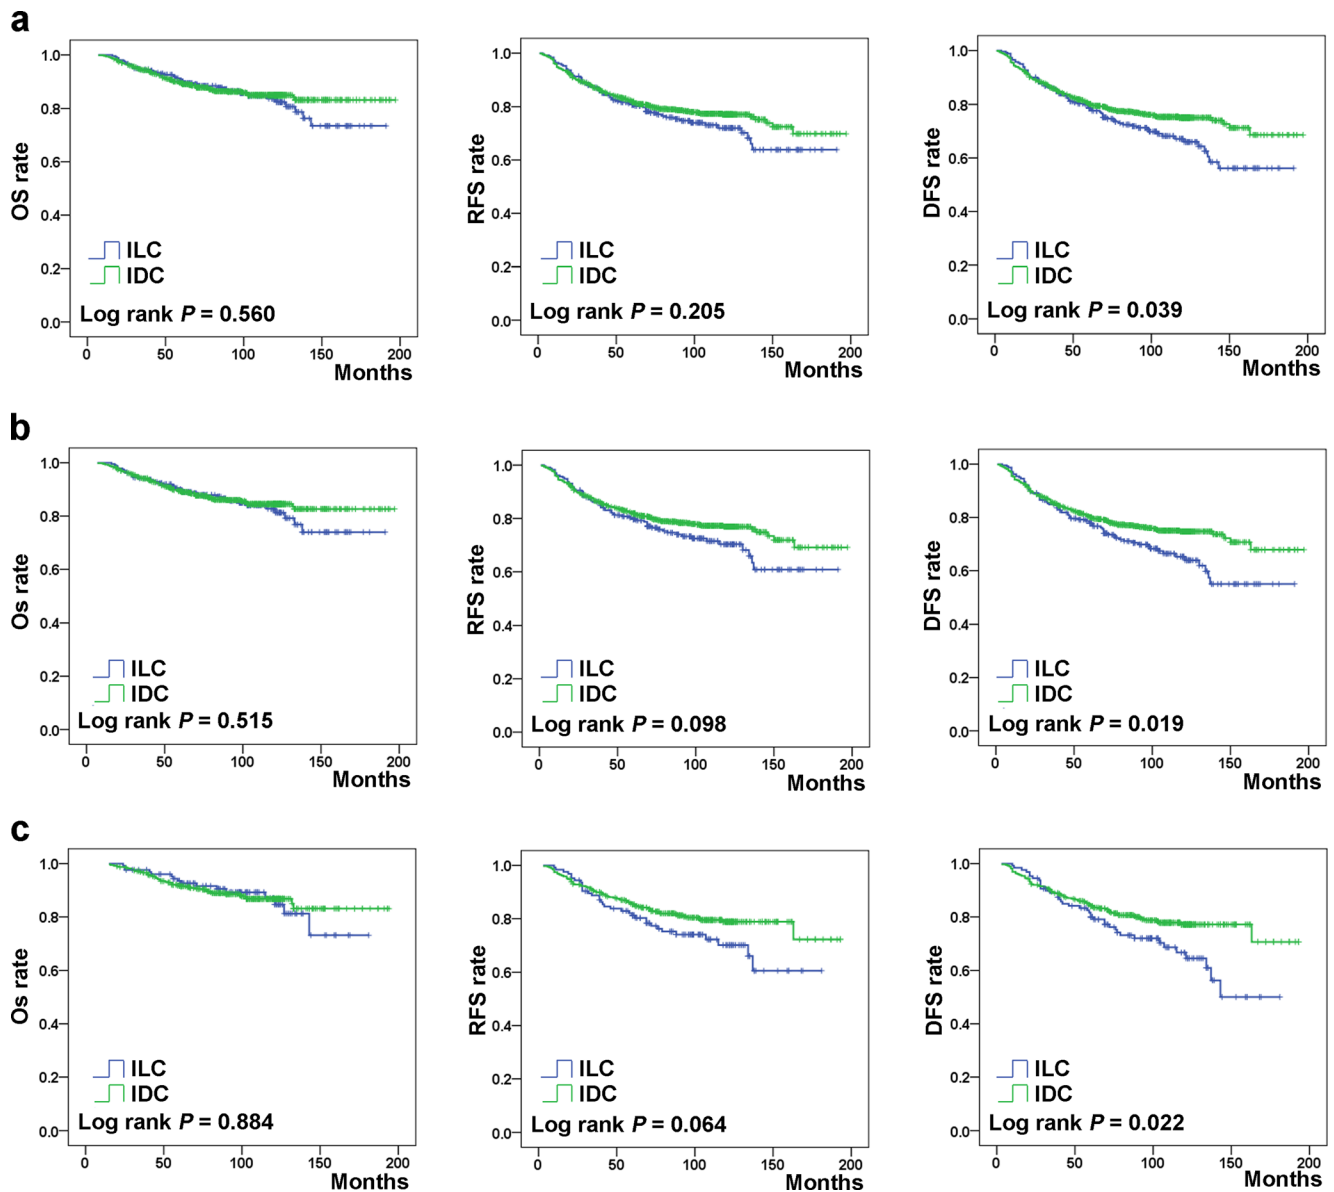 a
1.0
0.8
0.6
0.4
0.2
0.0
OS rate
ILC
IDC
Log rank P = 0.560
0 50 100 150 200
Months
1.0
0.8
0.6
0.4
0.2
0.0
RFS rate
ILC
IDC
Log rank P = 0.205
0 50 100 150 200
Months
1.0
0.8
0.6
0.4
0.2
0.0
DFS rate
ILC
IDC
Log rank P = 0.039
0 50 100 150 200
Months
b
1.0
0.8
0.6
0.4
0.2
0.0
Os rate
ILC
IDC
Log rank P = 0.515
0 50 100 150 200
Months
1.0
0.8
0.6
0.4
0.2
0.0
RFS rate
ILC
IDC
Log rank P = 0.098
0 50 100 150 200
Months
1.0
0.8
0.6
0.4
0.2
0.0
DFS rate
ILC
IDC
Log rank P = 0.019
0 50 100 150 200
Months
c
1.0
0.8
0.6
0.4
0.2
0.0
Os rate
ILC
IDC
Log rank P = 0.884
0 50 100 150 200
Months
1.0
0.8
0.6
0.4
0.2
0.0
RFS rate
ILC
IDC
Log rank P = 0.064
0 50 100 150 200
Months
1.0
0.8
0.6
0.4
0.2
0.0
DFS rate
ILC
IDC
Log rank P = 0.022
0 50 100 150 200
Months